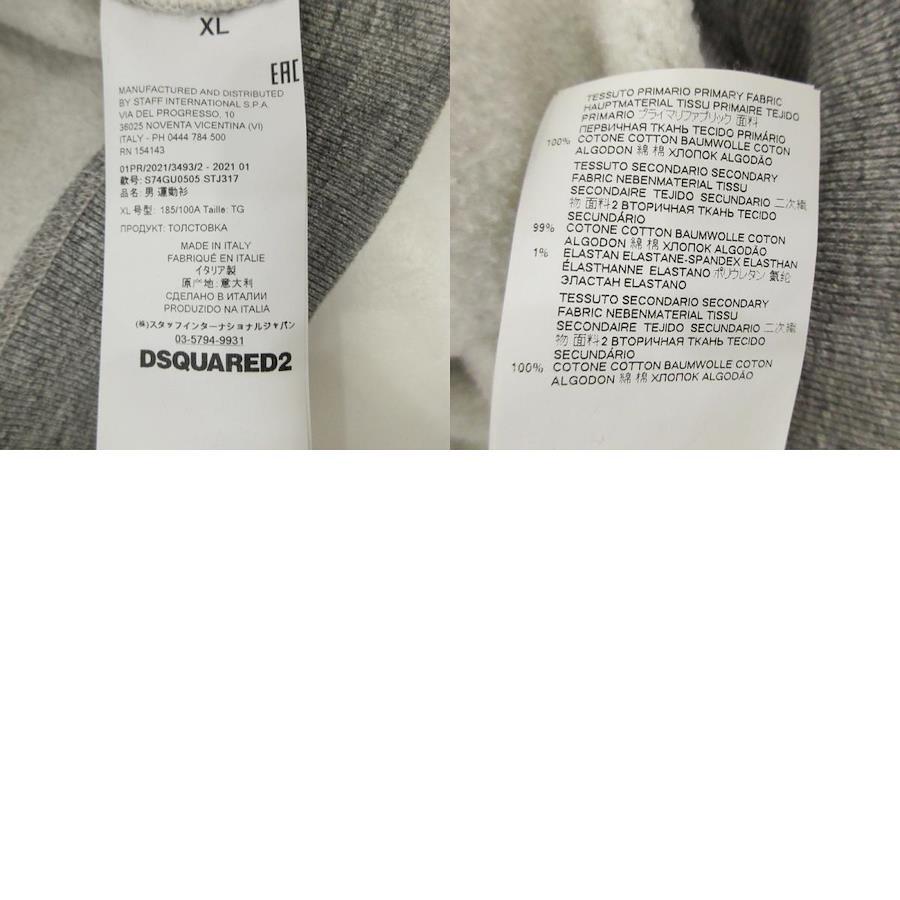 XL
EAC
MANUFACTURED AND DISTRIBUTED
BY STAFF INTERNATIONAL S.P.A.
VIA DEL PROGRESSO, 10
36025 NOVENTA VICENTINA (VI)
ITALY - PH 0444 784 500
RN 154143
01PR/2021/3493/2 - 2021 01
款号: S74GU0505 STJ317
品名: 男 運動衫
XL 号型: 185/100A Taille: TG
ПРОДУКТ: ТОЛСТОВКА
MADE IN ITALY
FABRIQUÉ EN ITALIE
イタリア製
原产地: 意大利
СДЕЛАНО В ИТАЛИИ
PRODUZIDO NA ITALIA
(株)スタッフインターナショナルジャパン
03-5794-9931
DSQUARED2
TESSUTO PRIMARIO PRIMARY FABRIC
HAUPTMATERIAL TISSU PRIMAIRE TEJIDO
PRIMARIO プライマリファブリック 面料
ПЕРВИЧНАЯ ТКАНЬ TECIDO PRIMÁRIO
100% COTONE COTTON BAUMWOLLE COTON
ALGODON 綿 棉 ХЛОПОК ALGODÃO
TESSUTO SECONDARIO SECONDARY
FABRIC NEBENMATERIAL TISSU
SECONDAIRE TEJIDO SECUNDARIO 二次織
物 面料2 ВТОРИЧНАЯ ТКАНЬ TECIDO
SECUNDÁRIO
99% COTONE COTTON BAUMWOLLE COTON
ALGODON 綿 棉 ХЛОПОК ALGODÃO
1% ELASTAN ELASTANE-SPANDEX ELASTHAN
ÉLASTHANNE ELASTANO ポリウレタン 氨纶
ЭЛАСТАН ELASTANO
TESSUTO SECONDARIO SECONDARY
FABRIC NEBENMATERIAL TISSU
SECONDAIRE TEJIDO SECUNDARIO 二次織
物 面料2 ВТОРИЧНАЯ ТКАНЬ TECIDO
SECUNDÁRIO
100% COTONE COTTON BAUMWOLLE COTON
ALGODON 綿 棉 ХЛОПОК ALGODÃO